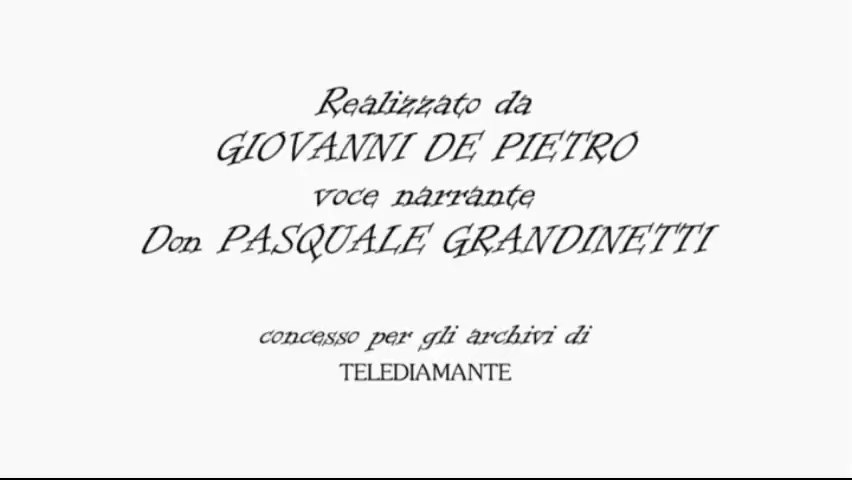 Realizzato da
GIOVANNI DE PIETRO
voce narrante
Don PASQUALE GRANDINETTI
concesso per gli archivi di
TELEDIAMANTE